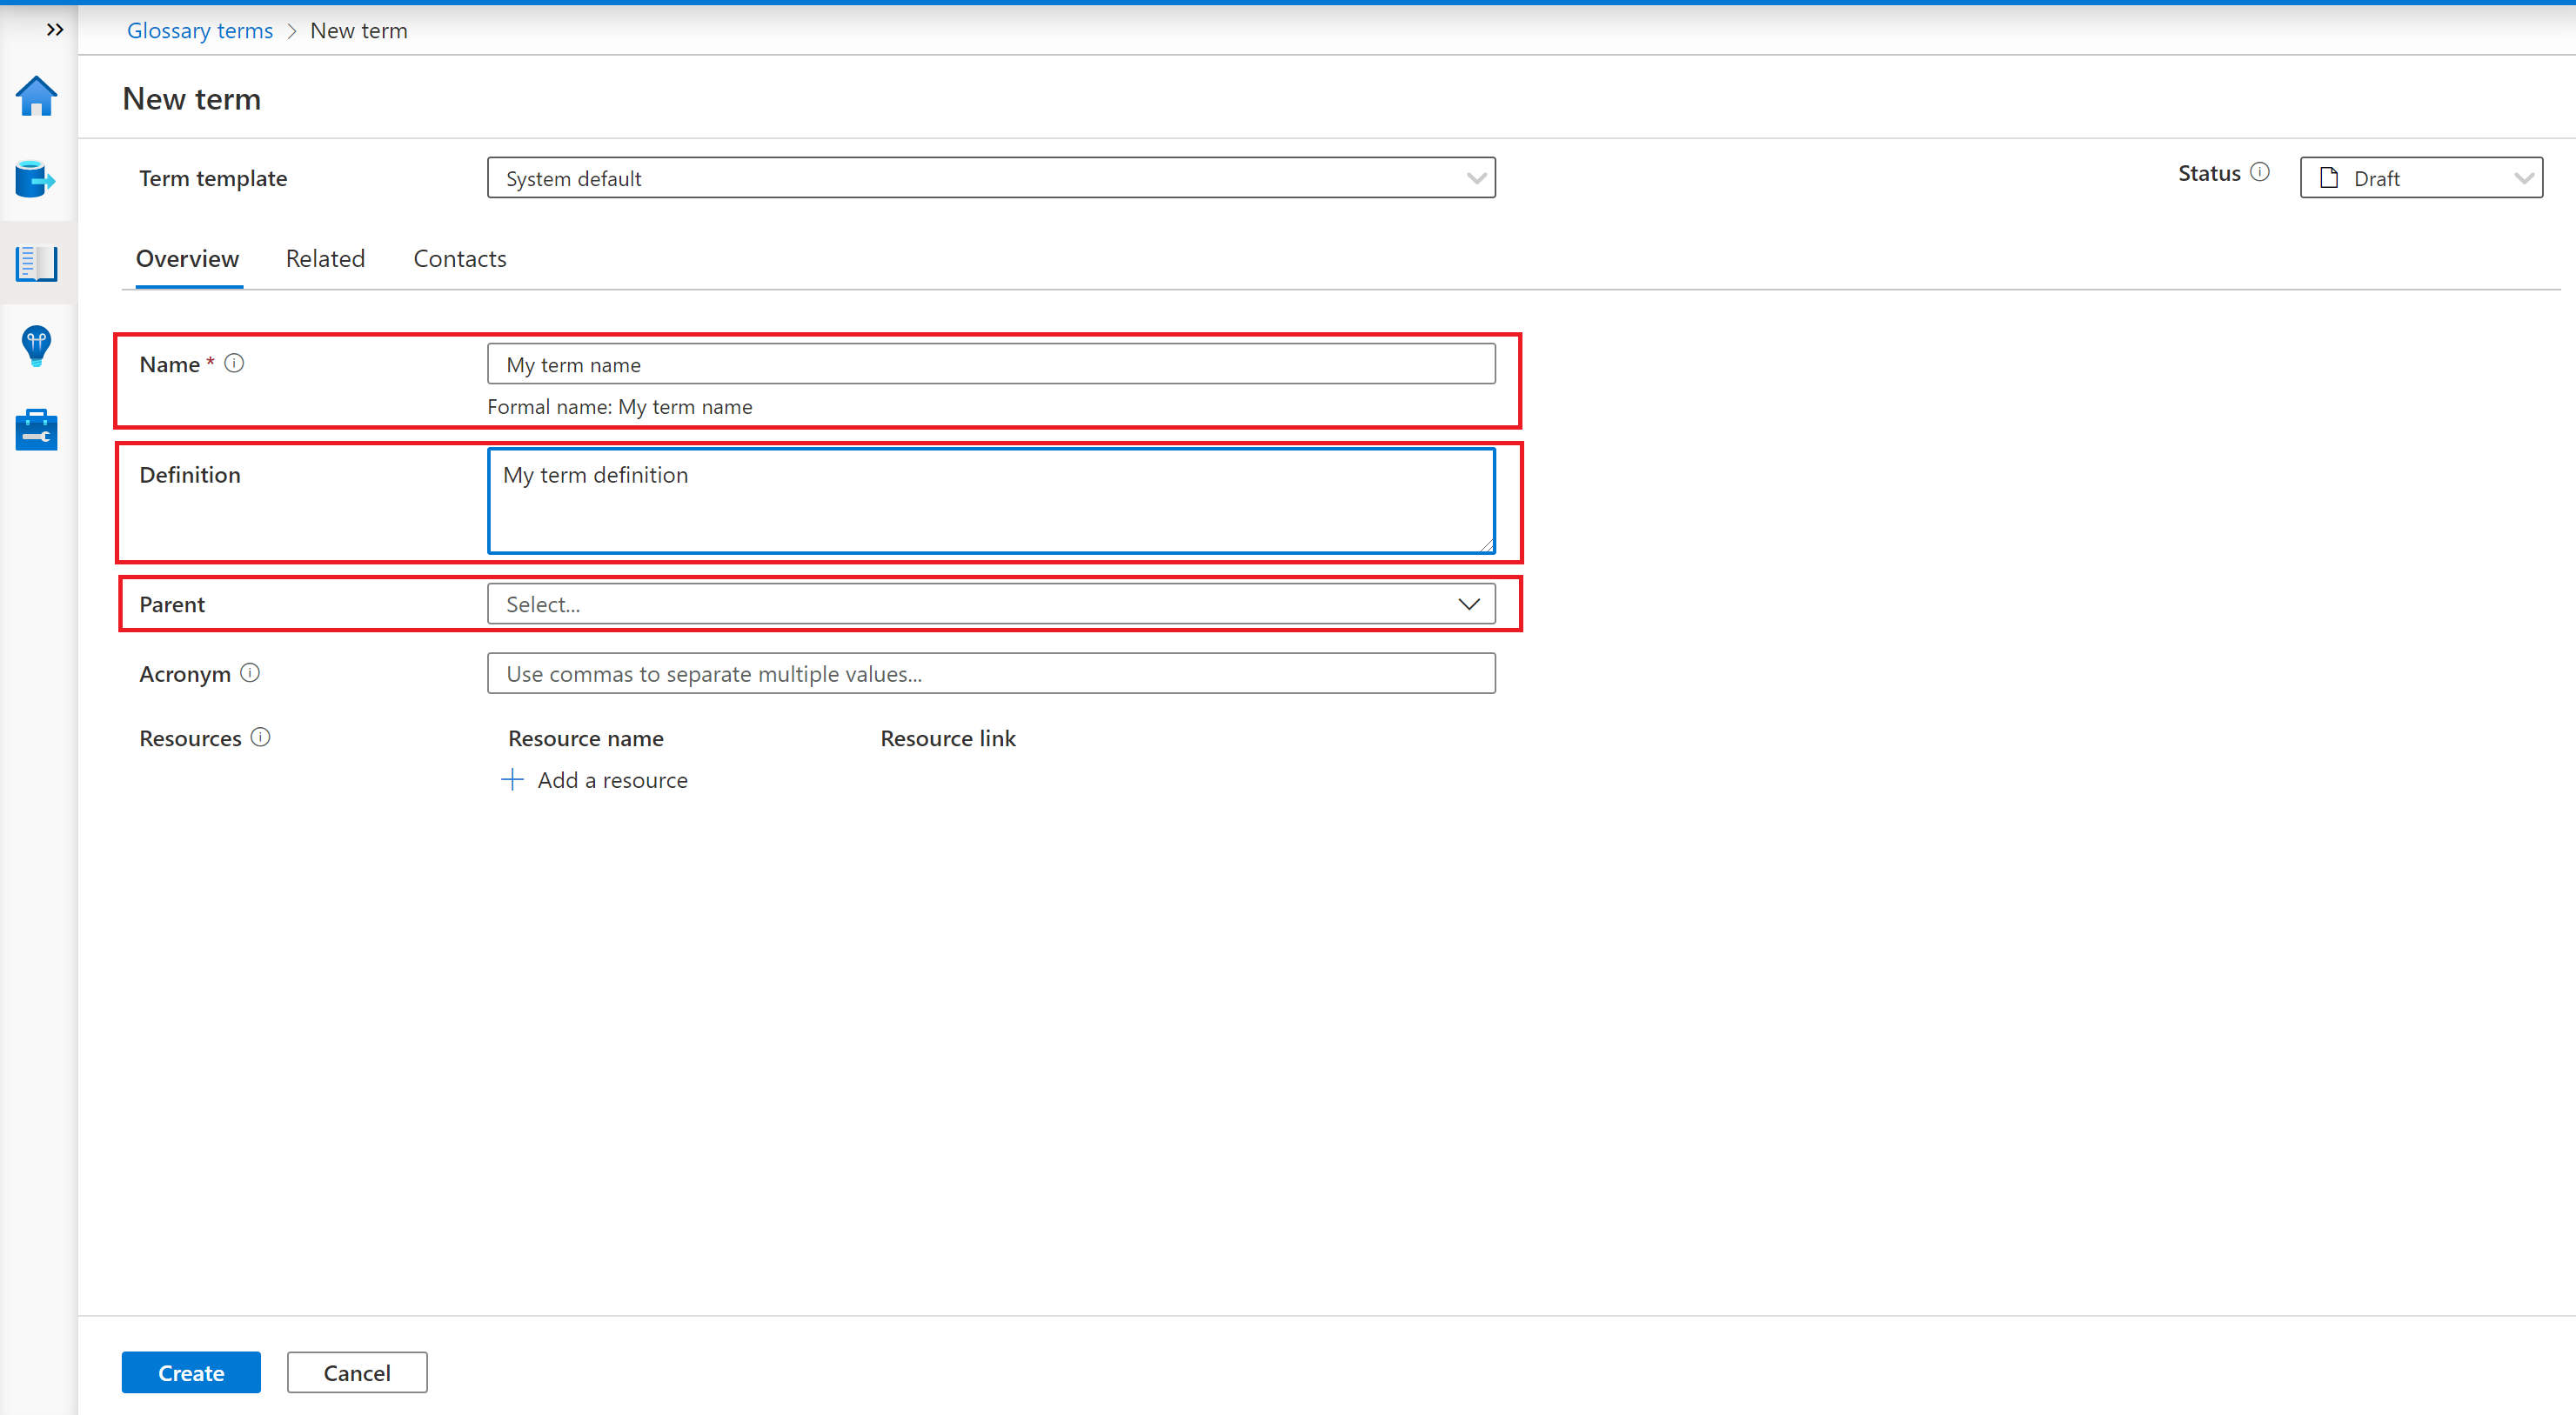 Glossary terms > New term
New term
Term template System default Status Draft
Overview Related Contacts
Name * My term name
Formal name: My term name
Definition My term definition
Parent Select...
Acronym Use commas to separate multiple values...
Resources Resource name Resource link
Add a resource
Create Cancel